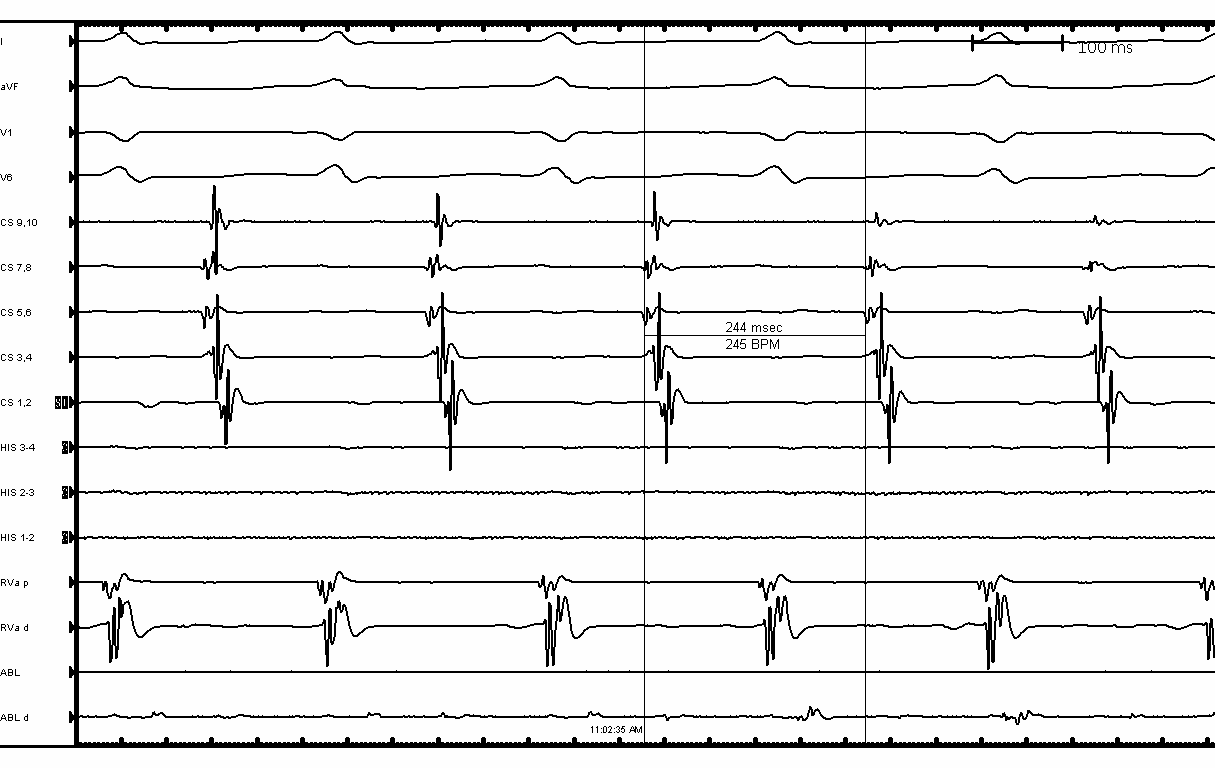 I
100 ms
aVF
V1
V6
CS 9,10
CS 7,8
CS 5,6
244 msec
245 BPM
CS 3,4
CS 1,2
HIS 3-4
HIS 2-3
HIS 1-2
RVa p
RVa d
ABL
ABL d
11:02:35 AM